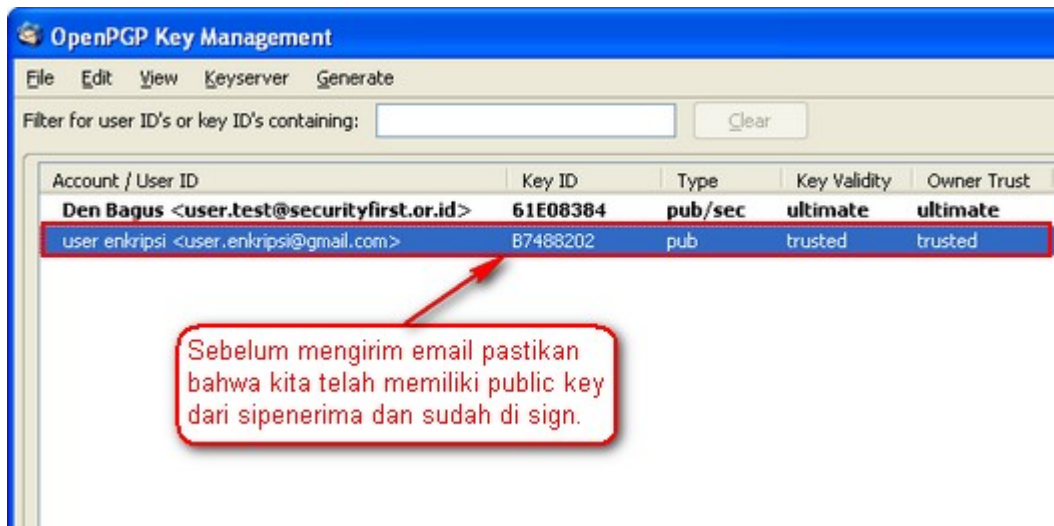 OpenPGP Key Management
File Edit View Keyserver Generate
Filter for user ID's or key ID's containing: Clear
Account / User ID Key ID Type Key Validity Owner Trust
Den Bagus <user.test@securityfirst.or.id> 61E08384 pub/sec ultimate ultimate
user enkripsi <user.enkripsi@gmail.com> B7488202 pub trusted trusted
Sebelum mengirim email pastikan
bahwa kita telah memiliki public key
dari sipenerima dan sudah di sign.